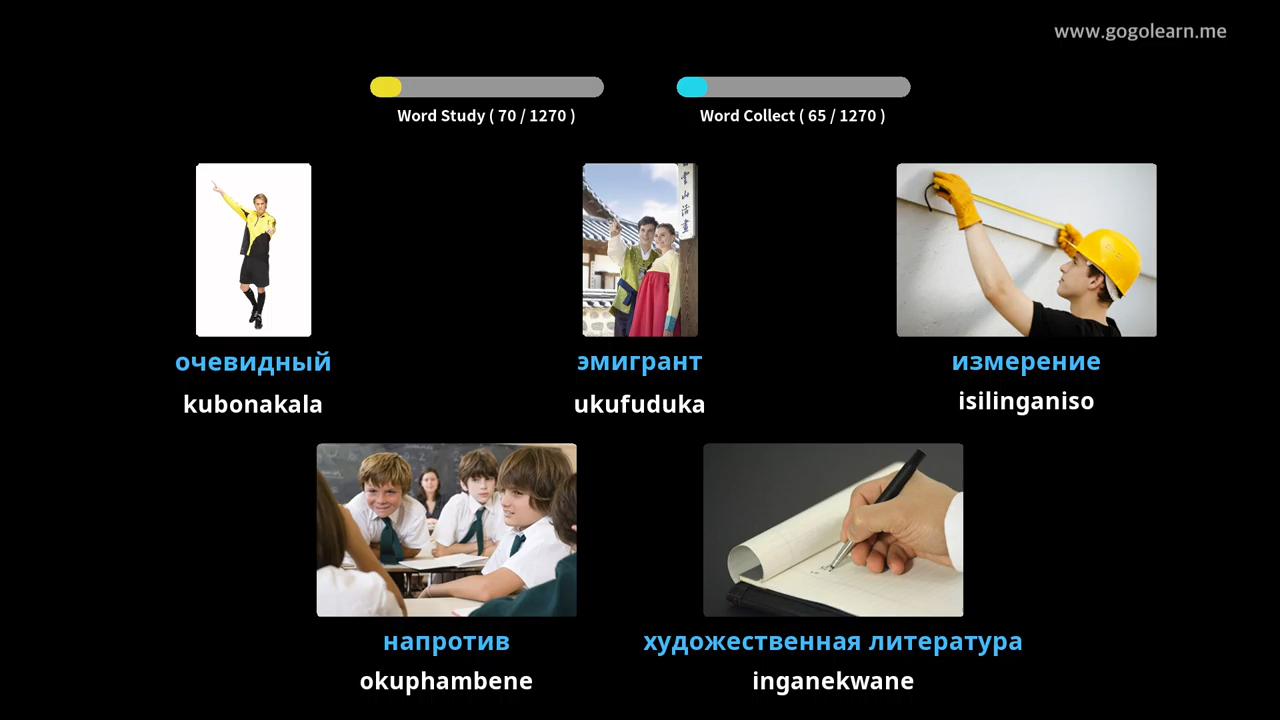 www.gogolearn.me
Word Study ( 70 / 1270 )
Word Collect ( 65 / 1270 )
очевидный
kubonakala
эмигрант
ukufuduka
измерение
isilinganiso
напротив
okuphambene
художественная литература
inganekwane